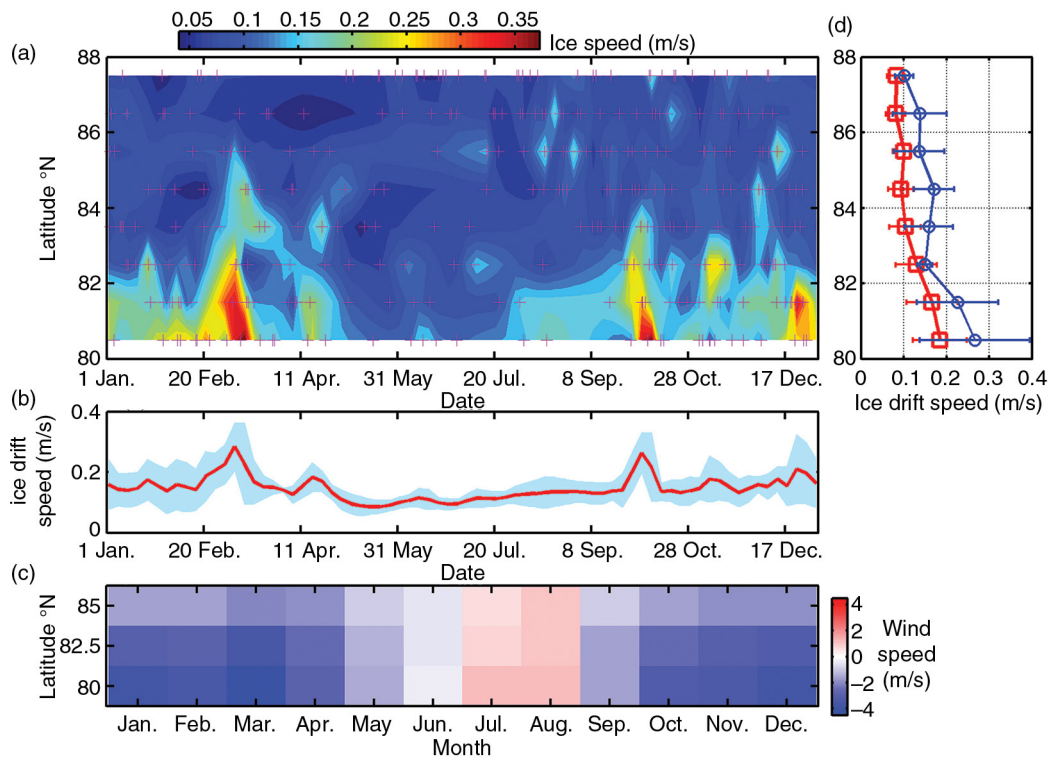 0.05 0.1 0.15 0.2 0.25 0.3 0.35
Ice speed (m/s)
(a)
88
86
84
82
80
Latitude °N
1 Jan. 20 Feb. 11 Apr. 31 May 20 Jul. 8 Sep. 28 Oct. 17 Dec.
Date
(d)
88
86
84
82
80
0 0.1 0.2 0.3 0.4
Ice drift speed (m/s)
(b)
0.4
0.2
0
ice drift
speed (m/s)
1 Jan. 20 Feb. 11 Apr. 31 May 20 Jul. 8 Sep. 28 Oct. 17 Dec.
Date
(c)
85
82.5
80
Latitude °N
Jan. Feb. Mar. Apr. May Jun. Jul. Aug. Sep. Oct. Nov. Dec.
Month
4
2
0
−2
−4
Wind
speed
(m/s)